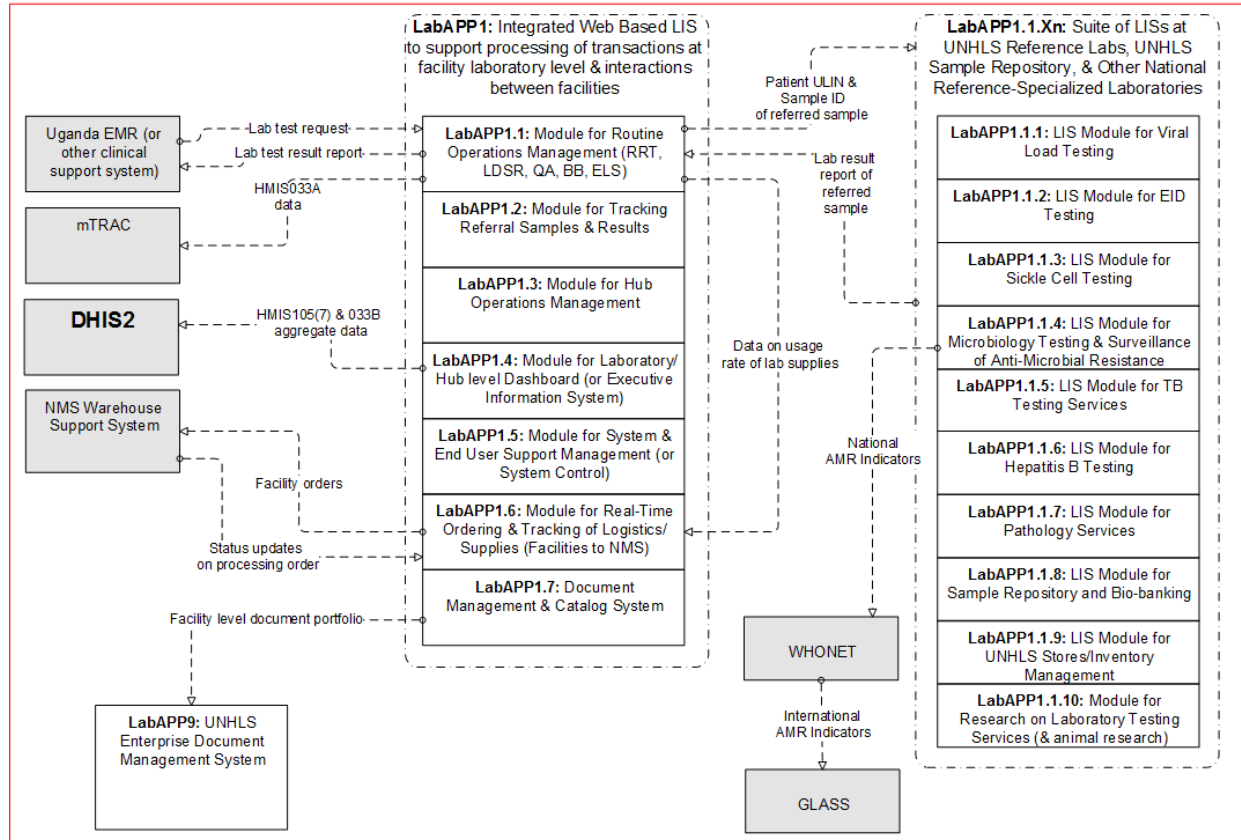 LabAPP1: Integrated Web Based LIS
to support processing of transactions at
facility laboratory level & interactions
between facilities
LabAPP1.1.Xn: Suite of LISs at
UNHLS Reference Labs, UNHLS
Sample Repository, & Other National
Reference-Specialized Laboratories
Patient ULIN &
Sample ID
of referred sample
Uganda EMR (or
other clinical
support system)
Lab test request
Lab test result report
HMIS033A
data
LabAPP1.1: Module for Routine
Operations Management (RRT,
LDSR, QA, BB, ELS)
Lab result
report of
referred
sample
LabAPP1.1.1: LIS Module for Viral
Load Testing
LabAPP1.1.2: LIS Module for EID
Testing
mTRAC
LabAPP1.2: Module for Tracking
Referral Samples & Results
LabAPP1.1.3: LIS Module for
Sickle Cell Testing
LabAPP1.3: Module for Hub
Operations Management
DHIS2
HMIS105(7) & 033B
aggregate data
LabAPP1.1.4: LIS Module for
Microbiology Testing & Surveillance
of Anti-Microbial Resistance
Data on usage
rate of lab supplies
LabAPP1.4: Module for Laboratory/
Hub level Dashboard (or Executive
Information System)
LabAPP1.1.5: LIS Module for TB
Testing Services
NMS Warehouse
Support System
LabAPP1.5: Module for System &
End User Support Management (or
System Control)
National
AMR Indicators
LabAPP1.1.6: LIS Module for
Hepatitis B Testing
Facility orders
LabAPP1.6: Module for Real-Time
Ordering & Tracking of Logistics/
Supplies (Facilities to NMS)
LabAPP1.1.7: LIS Module for
Pathology Services
Status updates
on processing order
LabAPP1.7: Document
Management & Catalog System
LabAPP1.1.8: LIS Module for
Sample Repository and Bio-banking
Facility level document portfolio
LabAPP1.1.9: LIS Module for
UNHLS Stores/Inventory
Management
WHONET
LabAPP1.1.10: Module for
Research on Laboratory Testing
Services (& animal research)
LabAPP9: UNHLS
Enterprise Document
Management System
International
AMR Indicators
GLASS